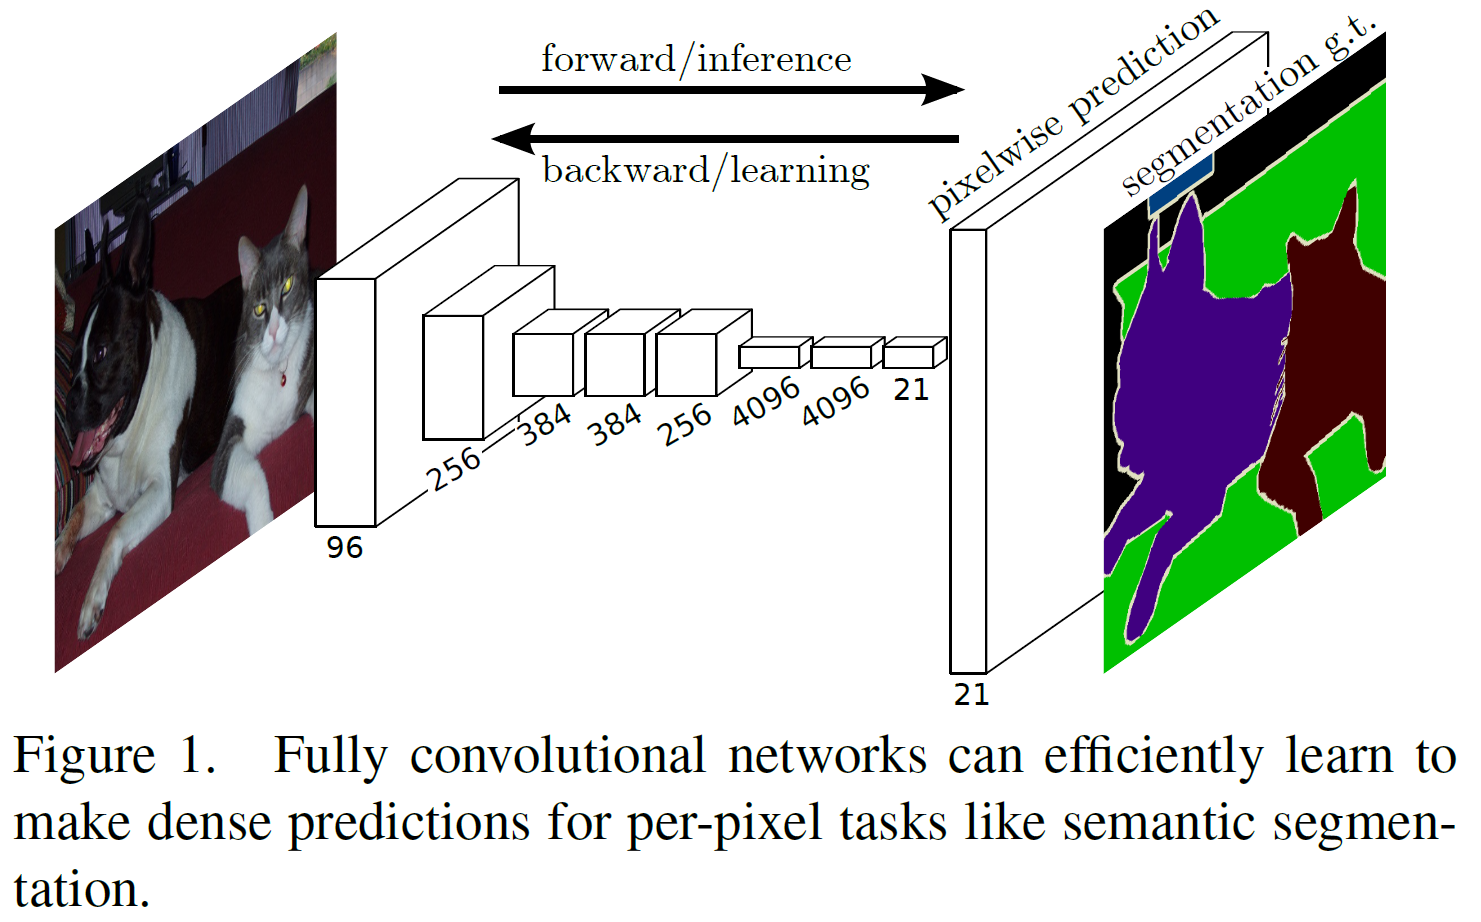 forward/inference
backward/learning
pixelwise prediction
segmentation g.t.
96
256
384
384
256
4096
4096
21
21
Figure 1. Fully convolutional networks can efficiently learn to
make dense predictions for per-pixel tasks like semantic segmen-
tation.